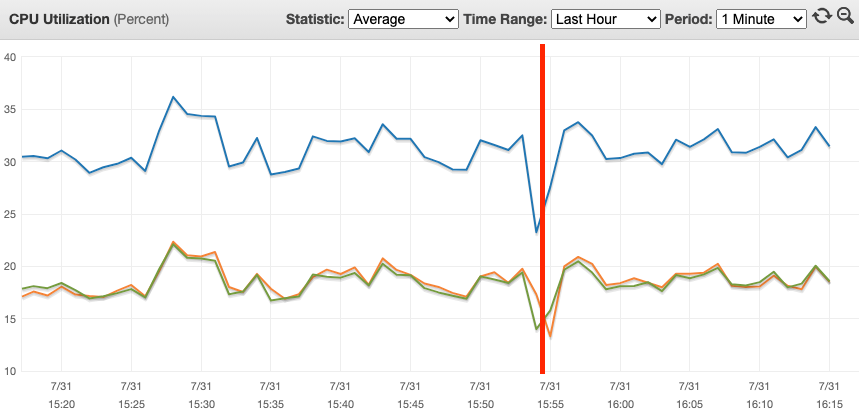 CPU Utilization (Percent) Statistic: Average Time Range: Last Hour Period: 1 Minute
40
35
30
25
20
15
10
7/31 7/31 7/31 7/31 7/31 7/31 7/31 7/31 7/31 7/31 7/31 7/31
15:20 15:25 15:30 15:35 15:40 15:45 15:50 15:55 16:00 16:05 16:10 16:15